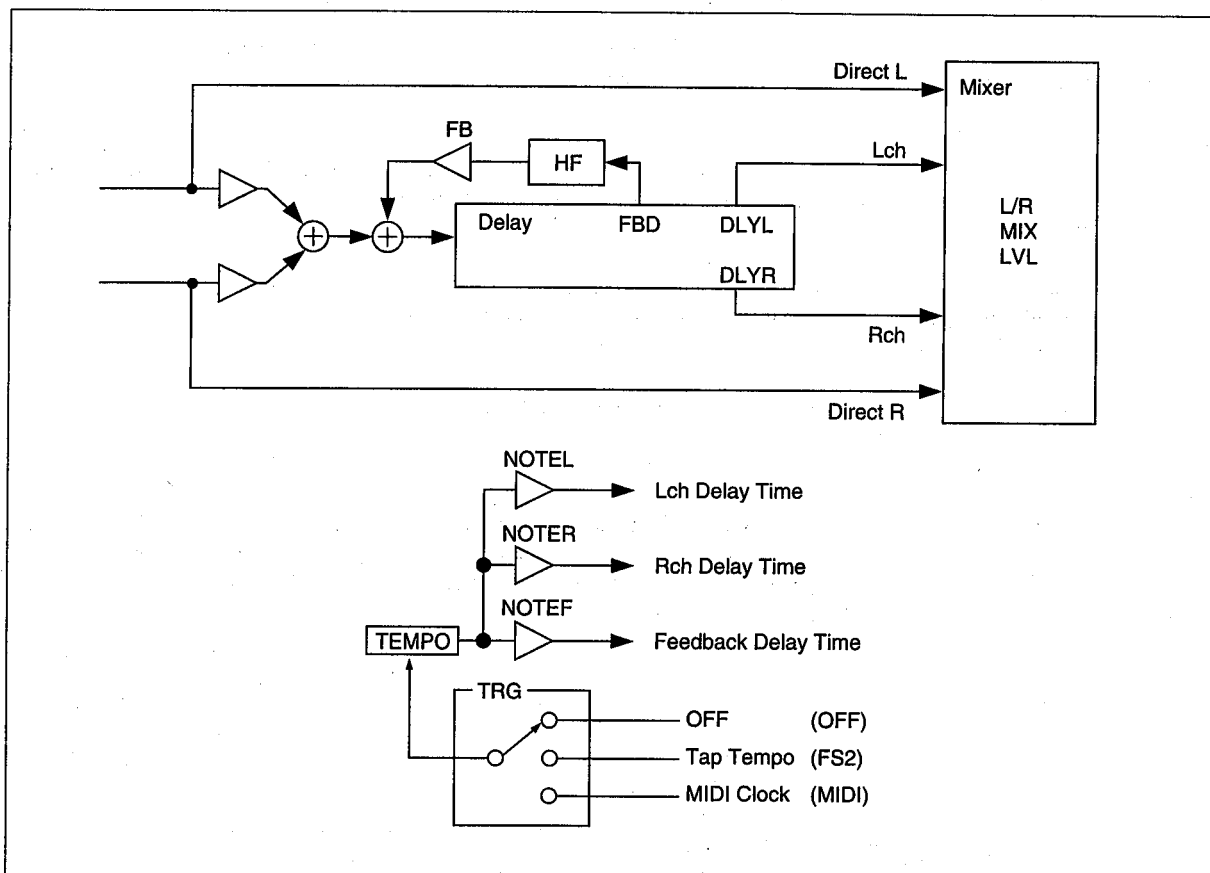 Direct L
Mixer
FB
HF
Lch
Delay
FBD
DLYL
DLYR
L/R
MIX
LVL
Rch
Direct R
NOTEL
Lch Delay Time
NOTER
Rch Delay Time
NOTEF
TEMPO
Feedback Delay Time
TRG
OFF (OFF)
Tap Tempo (FS2)
MIDI Clock (MIDI)